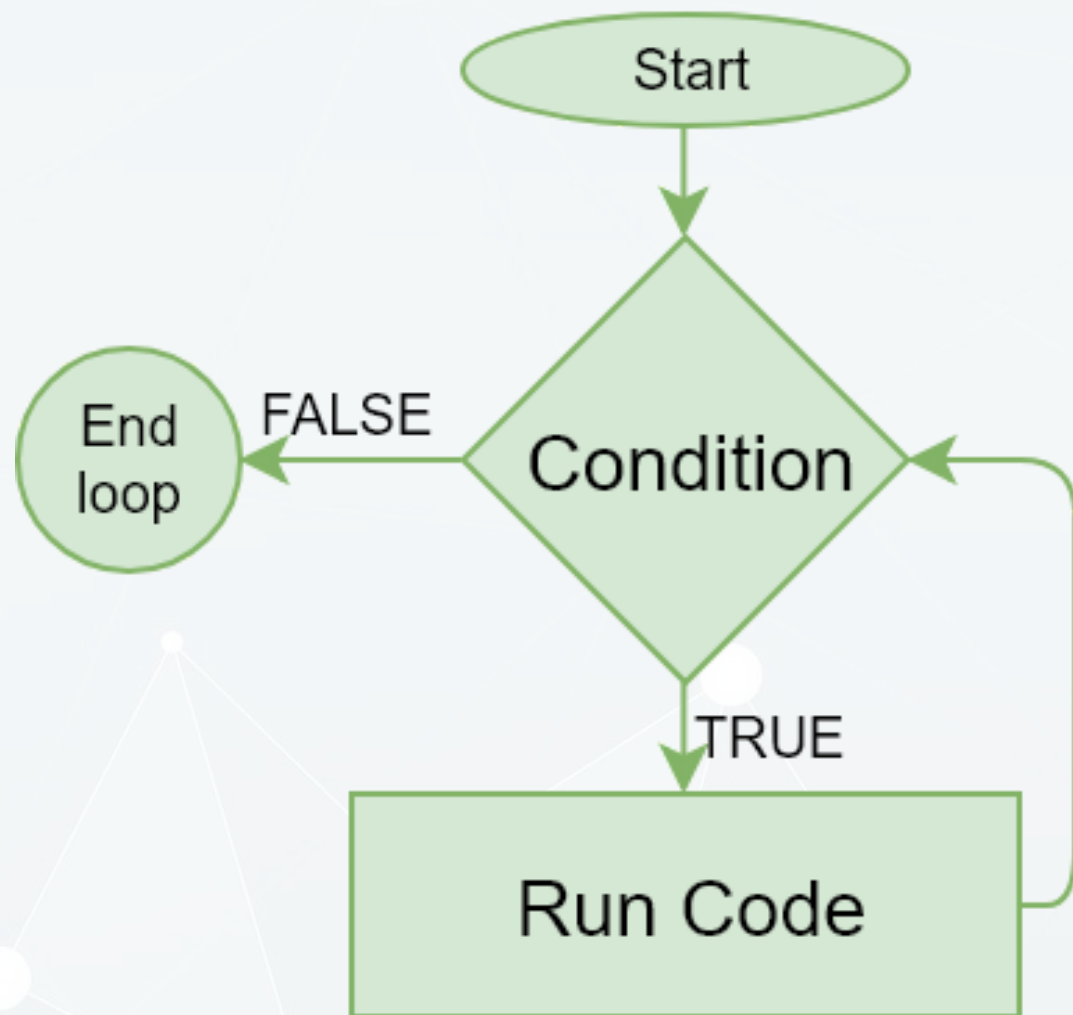 Start
FALSE
End
loop
Condition
TRUE
Run Code